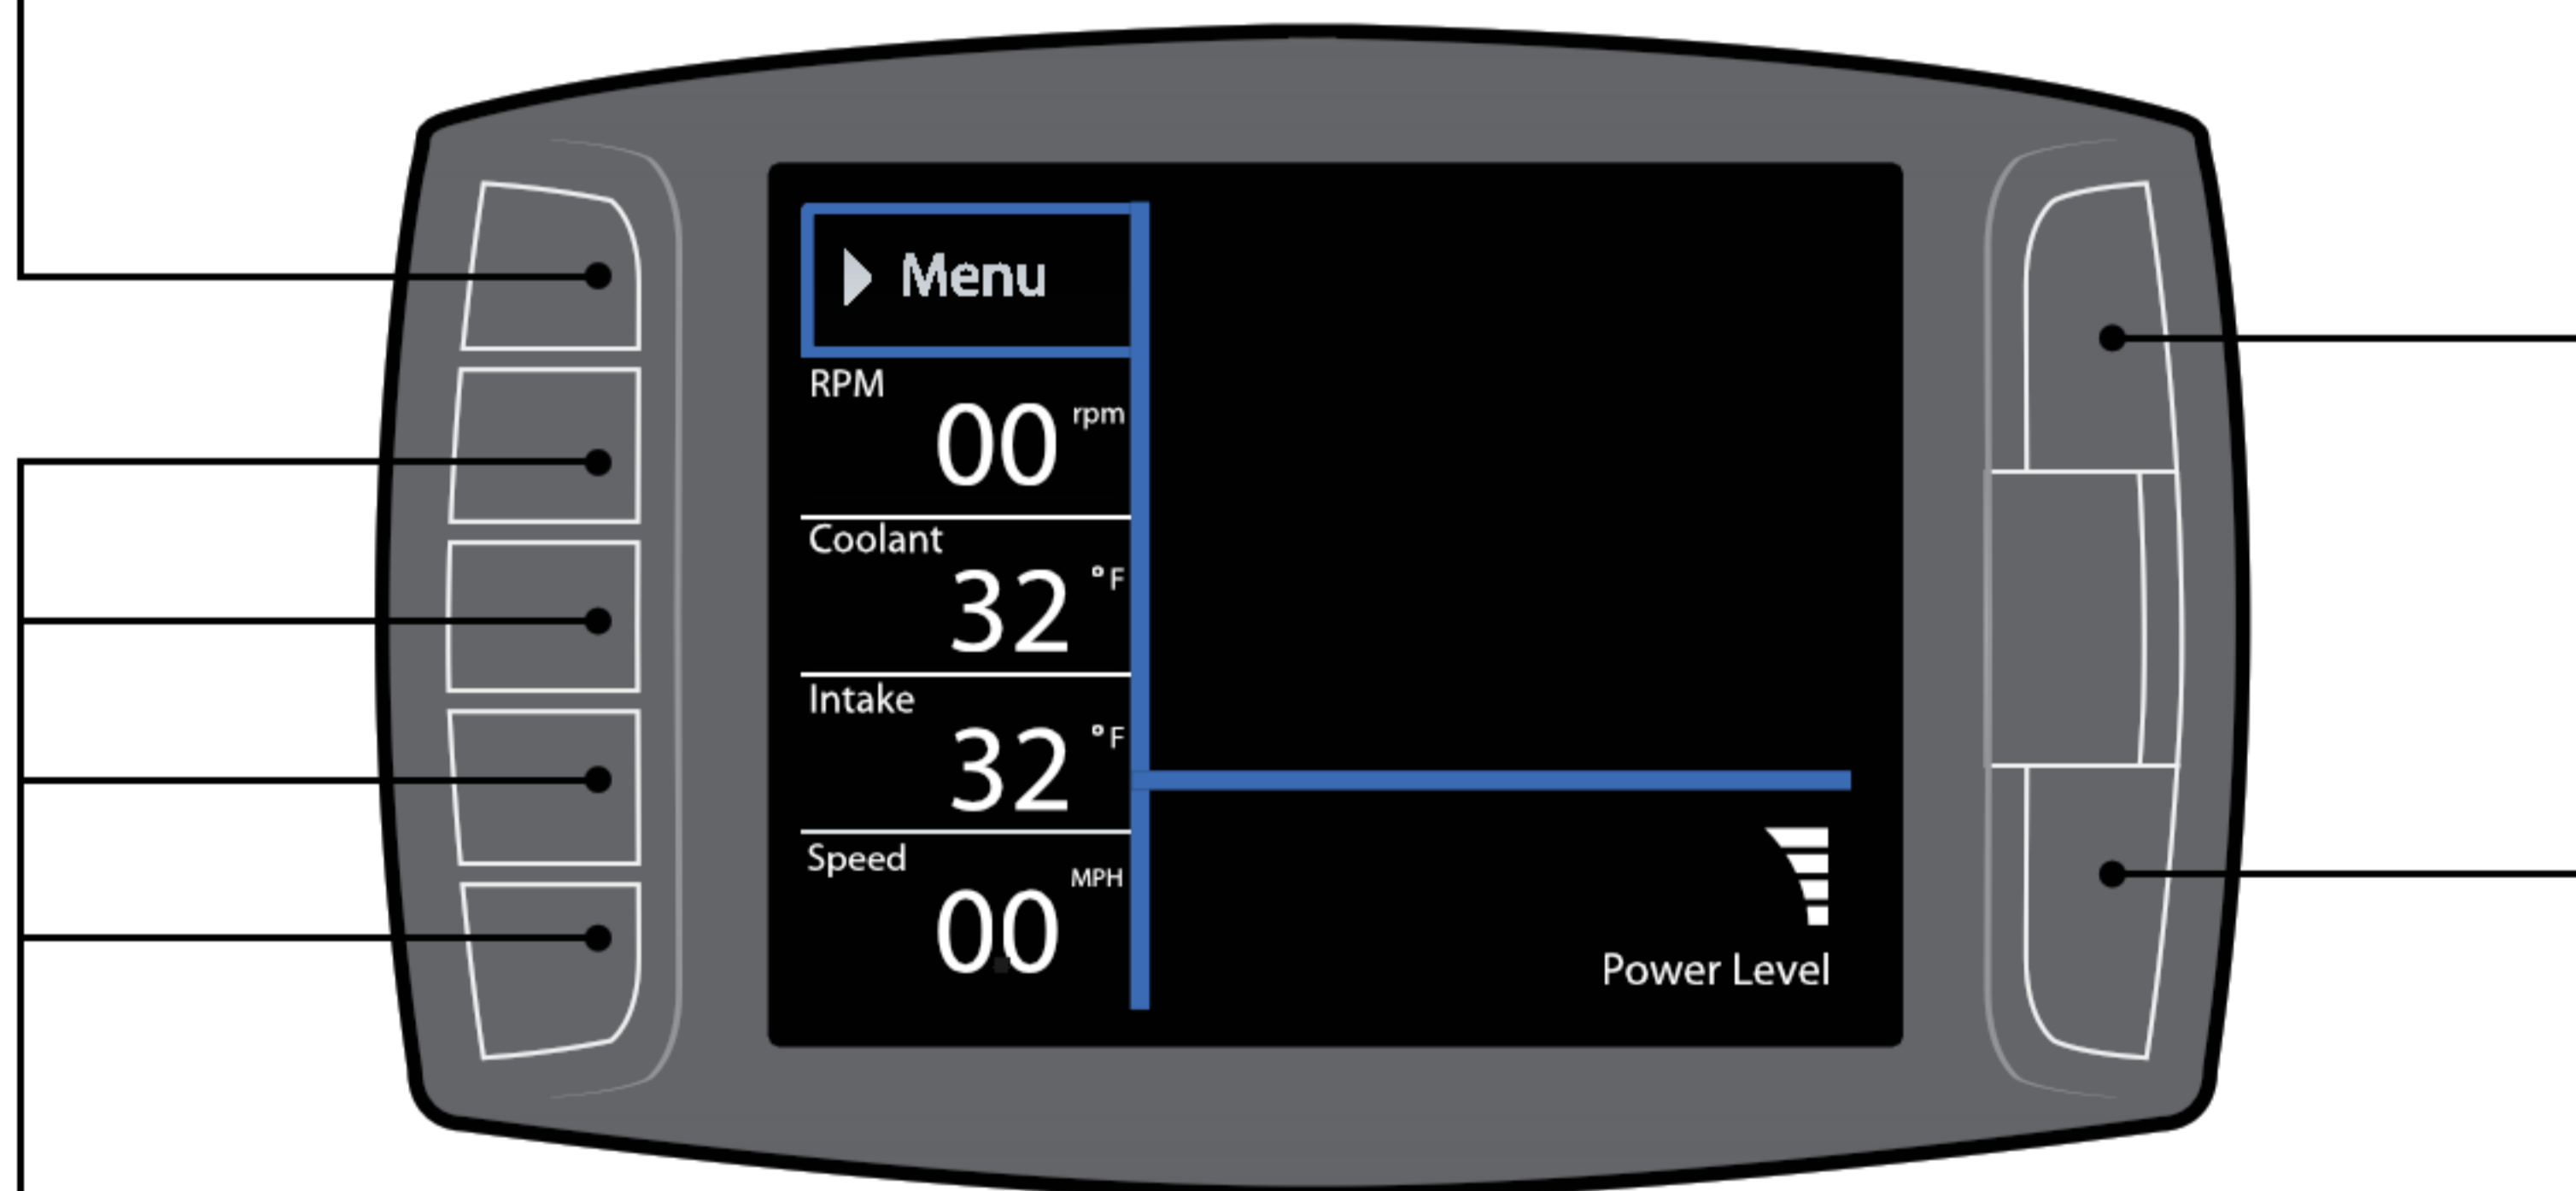 Menu
RPM
00 rpm
Coolant
32 °F
Intake
32 °F
Speed
00 MPH
Power Level